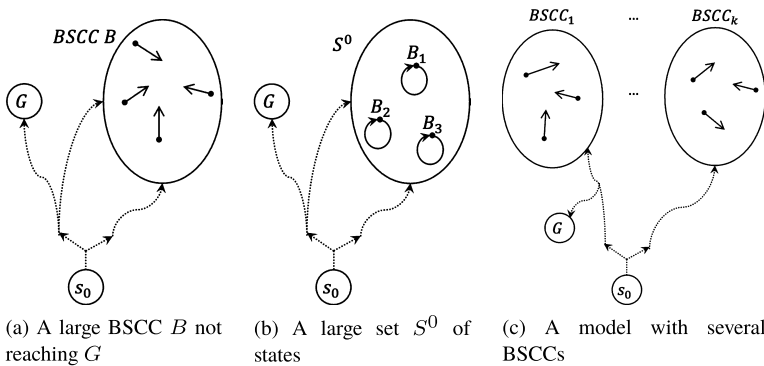 BSCC B
G
s₀
(a) A large BSCC B not
reaching G
S⁰
B₁
B₂
B₃
G
s₀
(b) A large set S⁰ of
states
BSCC₁ ... BSCCₖ
...
G
s₀
(c) A model with several
BSCCs